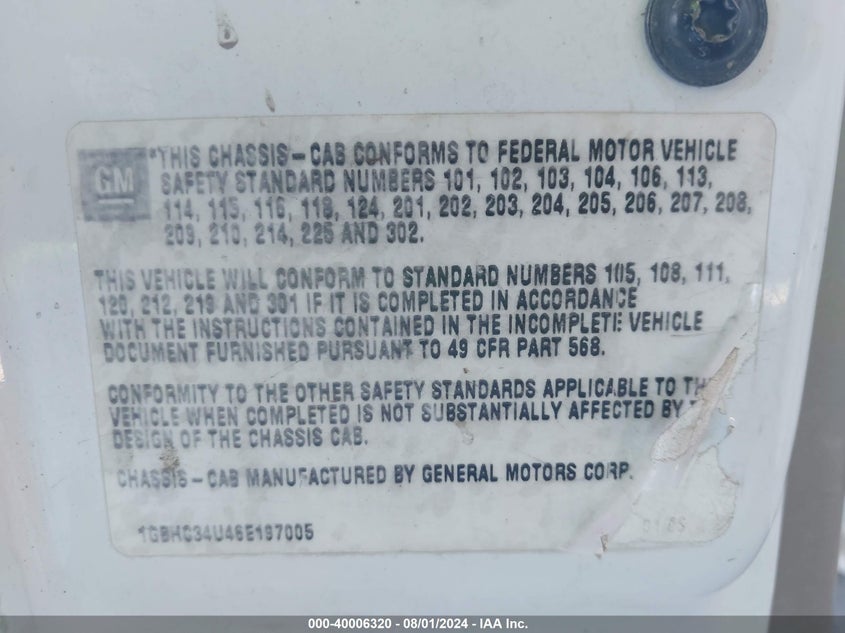 GM
*THIS CHASSIS-CAB CONFORMS TO FEDERAL MOTOR VEHICLE
SAFETY STANDARD NUMBERS 101, 102, 103, 104, 106, 113,
114, 115, 116, 118, 124, 201, 202, 203, 204, 205, 206, 207, 208,
209, 210, 214, 225 AND 302.
THIS VEHICLE WILL CONFORM TO STANDARD NUMBERS 105, 108, 111,
120, 212, 219 AND 301 IF IT IS COMPLETED IN ACCORDANCE
WITH THE INSTRUCTIONS CONTAINED IN THE INCOMPLETE VEHICLE
DOCUMENT FURNISHED PURSUANT TO 49 CFR PART 568.
CONFORMITY TO THE OTHER SAFETY STANDARDS APPLICABLE TO TH
VEHICLE WHEN COMPLETED IS NOT SUBSTANTIALLY AFFECTED BY T
DESIGN OF THE CHASSIS CAB.
CHASSIS-CAB MANUFACTURED BY GENERAL MOTORS CORP.
1GBHC34U46E197005
000-40006320 - 08/01/2024 - IAA Inc.